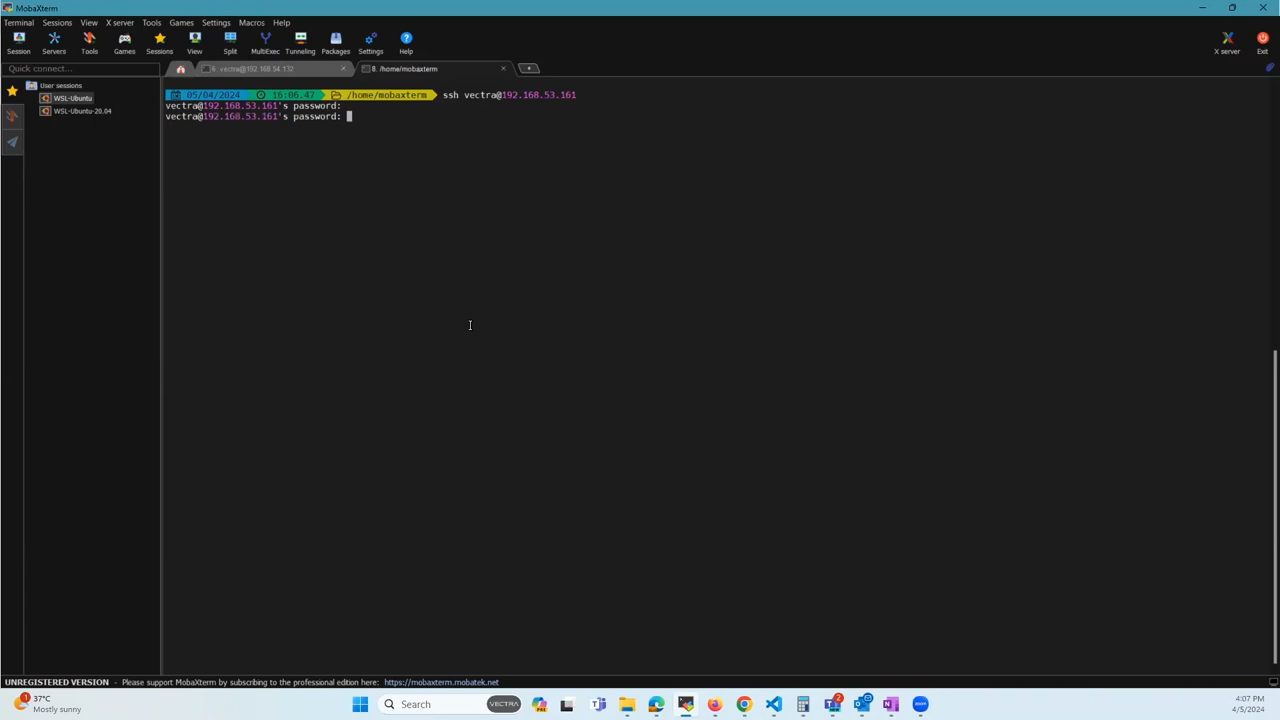 MobaXterm
Terminal Sessions View X server Tools Games Settings Macros Help
Session Servers Tools Games Sessions View Split MultiExec Tunneling Packages Settings Help X server Exit
Quick connect...
6. vectra@192.168.54.132
8. /home/mobaxterm
User sessions
WSL-Ubuntu
WSL-Ubuntu-20.04
05/04/2024 16:06.47 /home/mobaxterm ssh vectra@192.168.53.161
vectra@192.168.53.161's password:
vectra@192.168.53.161's password:
UNREGISTERED VERSION - Please support MobaXterm by subscribing to the professional edition here: https://mobaxterm.mobatek.net
1
37°C
Mostly sunny
Search
VECTRA
2
4:07 PM
4/5/2024